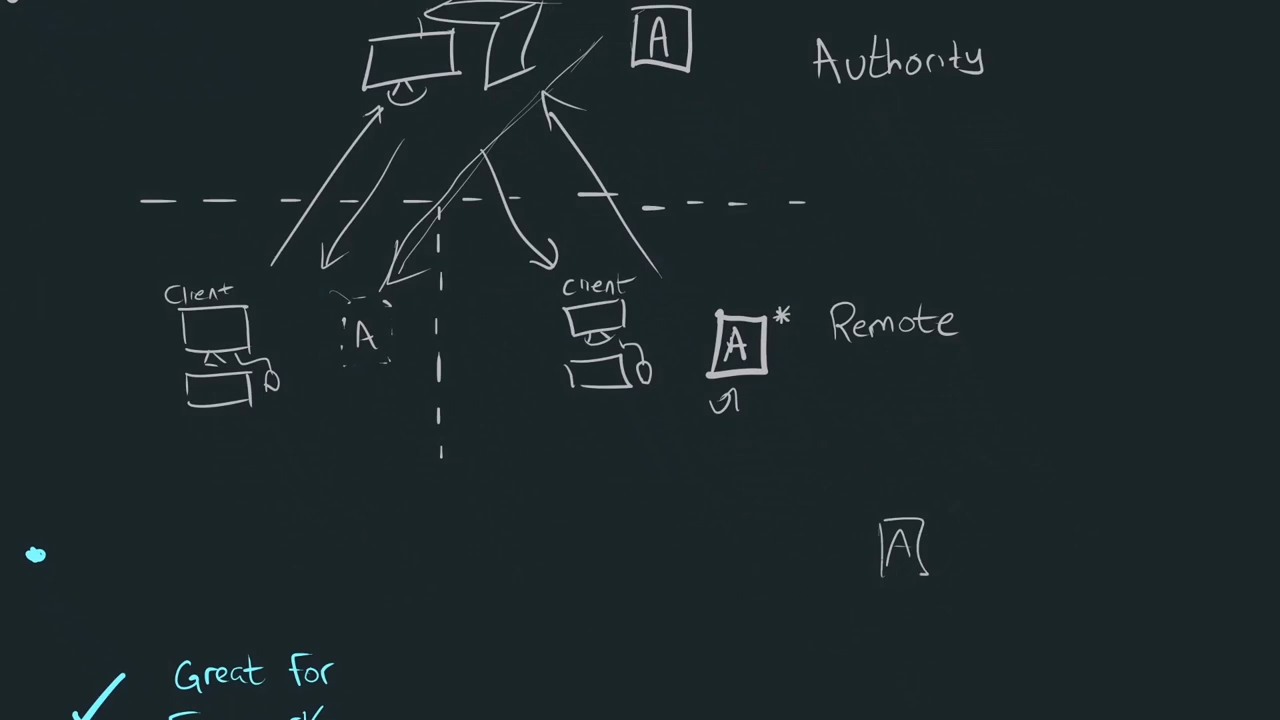 A
Authority
Client
Client
A
A *
Remote
A
Great for